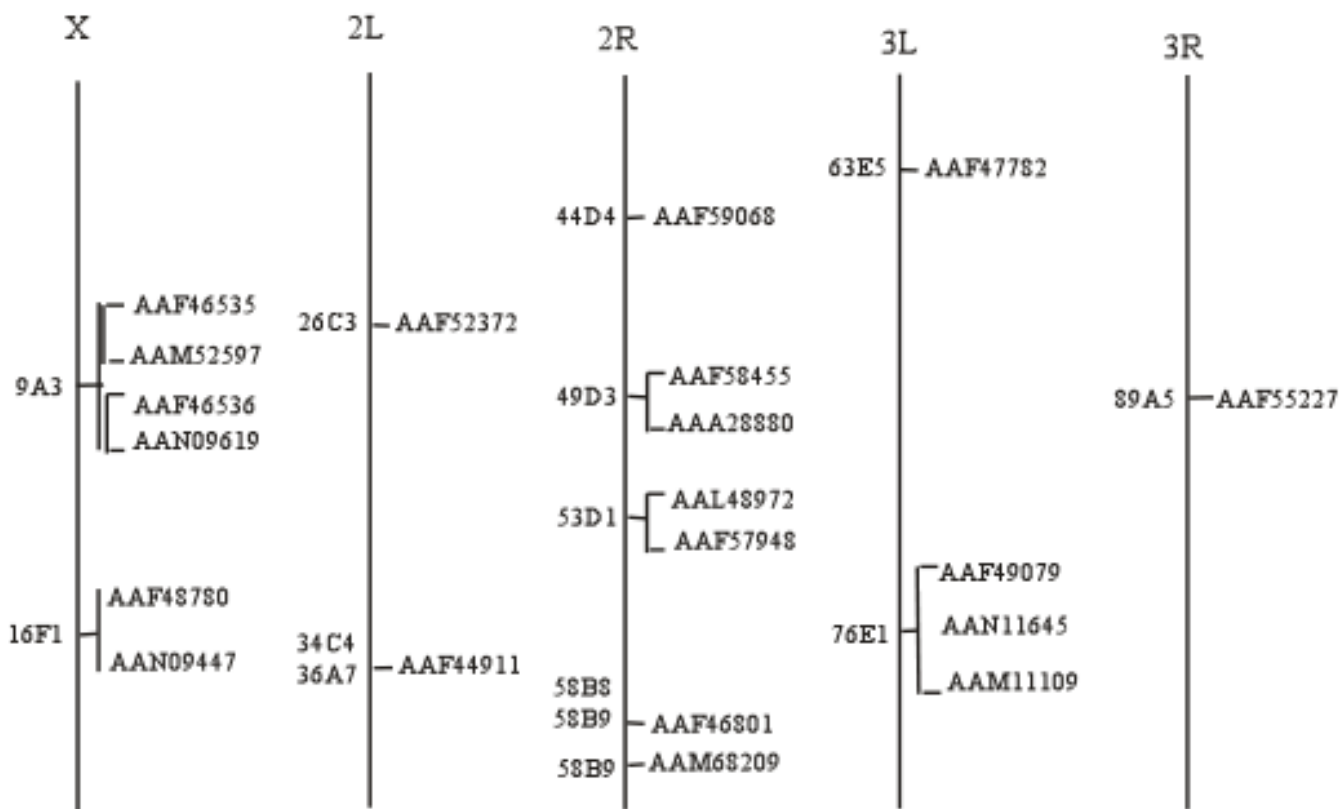 X
9A3
AAF46535
AAM52597
AAF46536
AAN09619
16F1
AAF48780
AAN09447
2L
26C3
AAF52372
34C4
36A7
AAF44911
2R
44D4
AAF59068
49D3
AAF58455
AAA28880
53D1
AAL48972
AAF57948
58B8
58B9
AAF46801
58B9
AAM68209
3L
63E5
AAF47782
76E1
AAF49079
AAN11645
AAM11109
3R
89A5
AAF55227